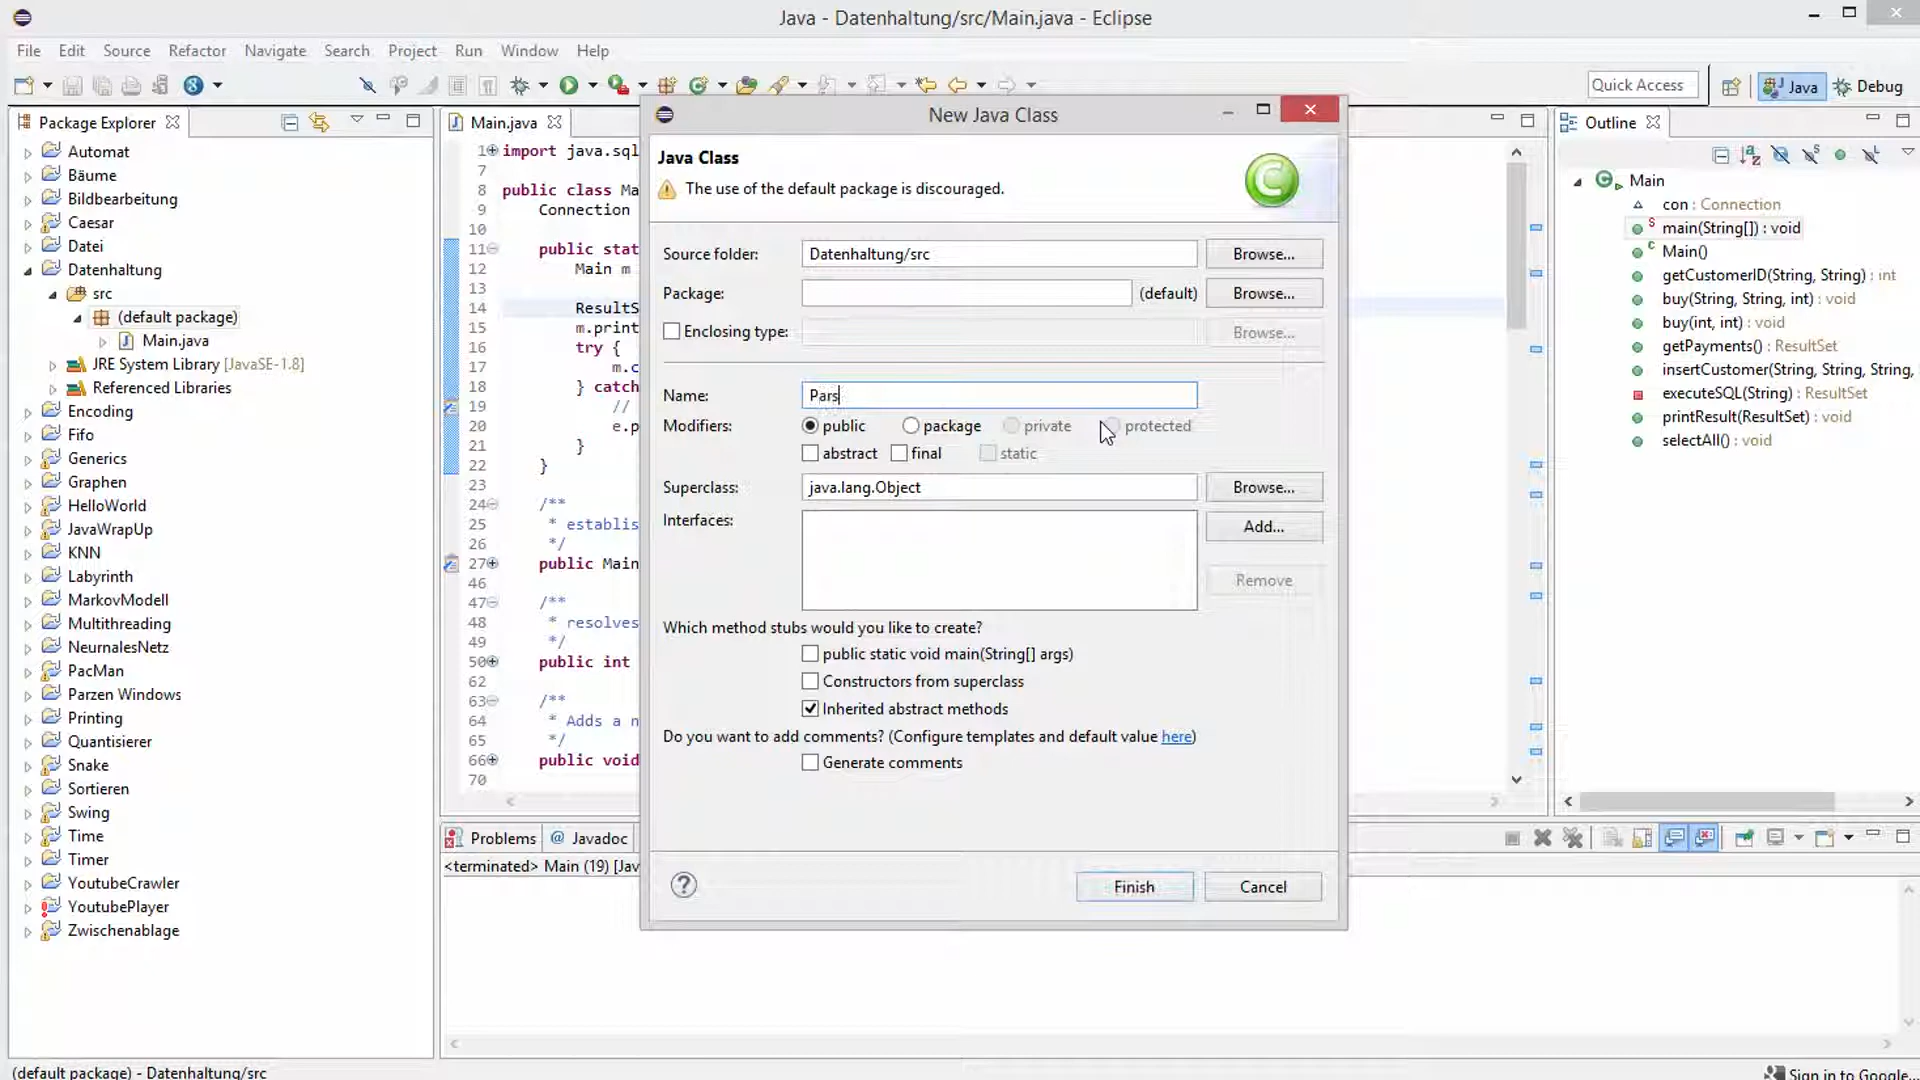 Java - Datenhaltung/src/Main.java - Eclipse
File Edit Source Refactor Navigate Search Project Run Window Help
Quick Access
Java
Debug
Package Explorer
Automat
Bäume
Bildbearbeitung
Caesar
Datei
Datenhaltung
src
(default package)
Main.java
JRE System Library [JavaSE-1.8]
Referenced Libraries
Encoding
Fifo
Generics
Graphen
HelloWorld
JavaWrapUp
KNN
Labyrinth
MarkovModell
Multithreading
NeurnalesNetz
PacMan
Parzen Windows
Printing
Quantisierer
Snake
Sortieren
Swing
Time
Timer
YoutubeCrawler
YoutubePlayer
Zwischenablage
Main.java
1 import java.sql
7
8 public class Ma
9 Connection
10
11 public stat
12 Main m
13
14 ResultS
15 m.print
16 try {
17 m.c
18 } catch
19 //
20 e.p
21 }
22 }
23
24 /**
25 * establis
26 */
27 public Main
46
47 /**
48 * resolves
49 */
50 public int
62
63 /**
64 * Adds a n
65 */
66 public void
70
New Java Class
Java Class
The use of the default package is discouraged.
Source folder: Datenhaltung/src Browse...
Package: (default) Browse...
Enclosing type: Browse...
Name: Pars
Modifiers: public package private protected
abstract final static
Superclass: java.lang.Object Browse...
Interfaces: Add...
Remove
Which method stubs would you like to create?
public static void main(String[] args)
Constructors from superclass
Inherited abstract methods
Do you want to add comments? (Configure templates and default value here)
Generate comments
Finish Cancel
Outline
Main
con : Connection
main(String[]) : void
Main()
getCustomerID(String, String) : int
buy(String, String, int) : void
buy(int, int) : void
getPayments() : ResultSet
insertCustomer(String, String, String,
executeSQL(String) : ResultSet
printResult(ResultSet) : void
selectAll() : void
Problems @ Javadoc
<terminated> Main (19) [Jav
(default package) - Datenhaltung/src
Sign in to Google...